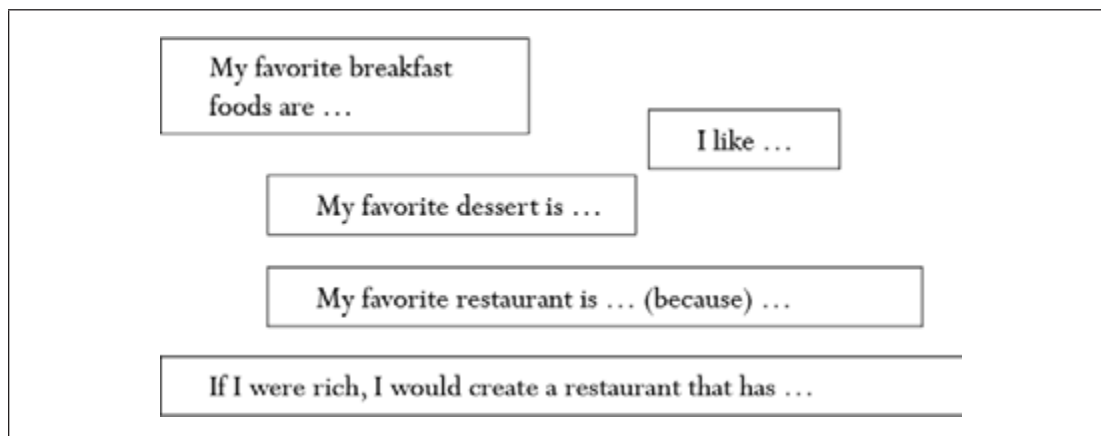 My favorite breakfast
foods are …
I like …
My favorite dessert is …
My favorite restaurant is … (because) …
If I were rich, I would create a restaurant that has …